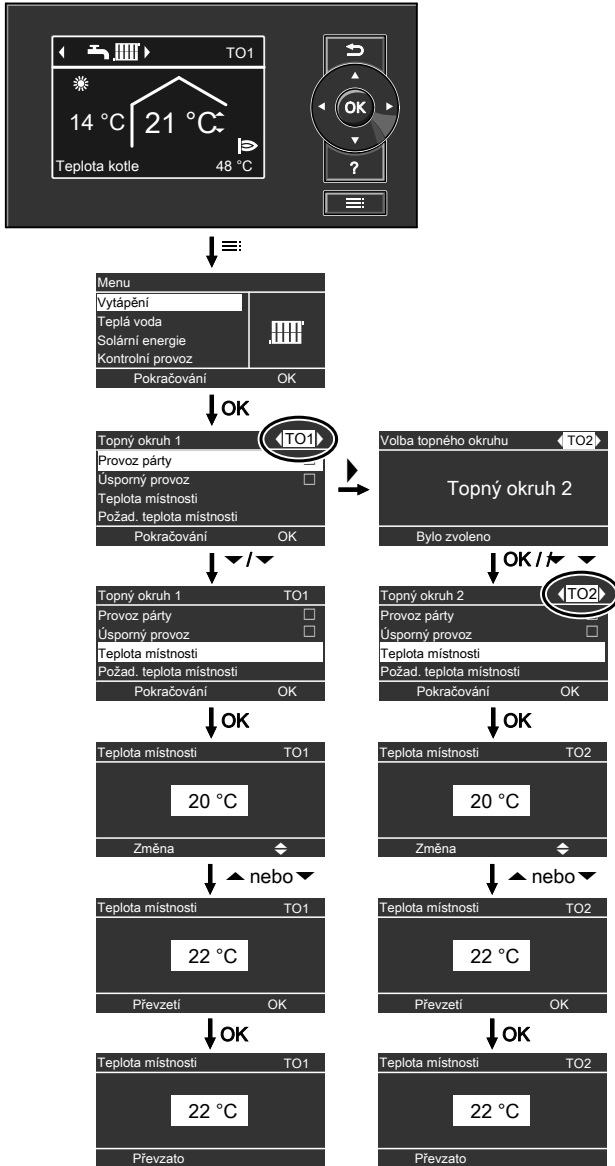 TO1
14 °C 21 °C
Teplota kotle 48 °C
OK
?
Menu
Vytápění
Teplá voda
Solární energie
Kontrolní provoz
Pokračování OK
OK
Topný okruh 1 TO1
Provoz párty
Úsporný provoz
Teplota místnosti
Požad. teplota místnosti
Pokračování OK
Volba topného okruhu TO2
Topný okruh 2
Bylo zvoleno
/
OK / /
Topný okruh 1 TO1
Provoz párty
Úsporný provoz
Teplota místnosti
Požad. teplota místnosti
Pokračování OK
Topný okruh 2 TO2
Provoz párty
Úsporný provoz
Teplota místnosti
Požad. teplota místnosti
Pokračování OK
OK
OK
Teplota místnosti TO1
20 °C
Změna
Teplota místnosti TO2
20 °C
Změna
nebo
nebo
Teplota místnosti TO1
22 °C
Převzetí OK
Teplota místnosti TO2
22 °C
Převzetí OK
OK
OK
Teplota místnosti TO1
22 °C
Převzato
Teplota místnosti TO2
22 °C
Převzato